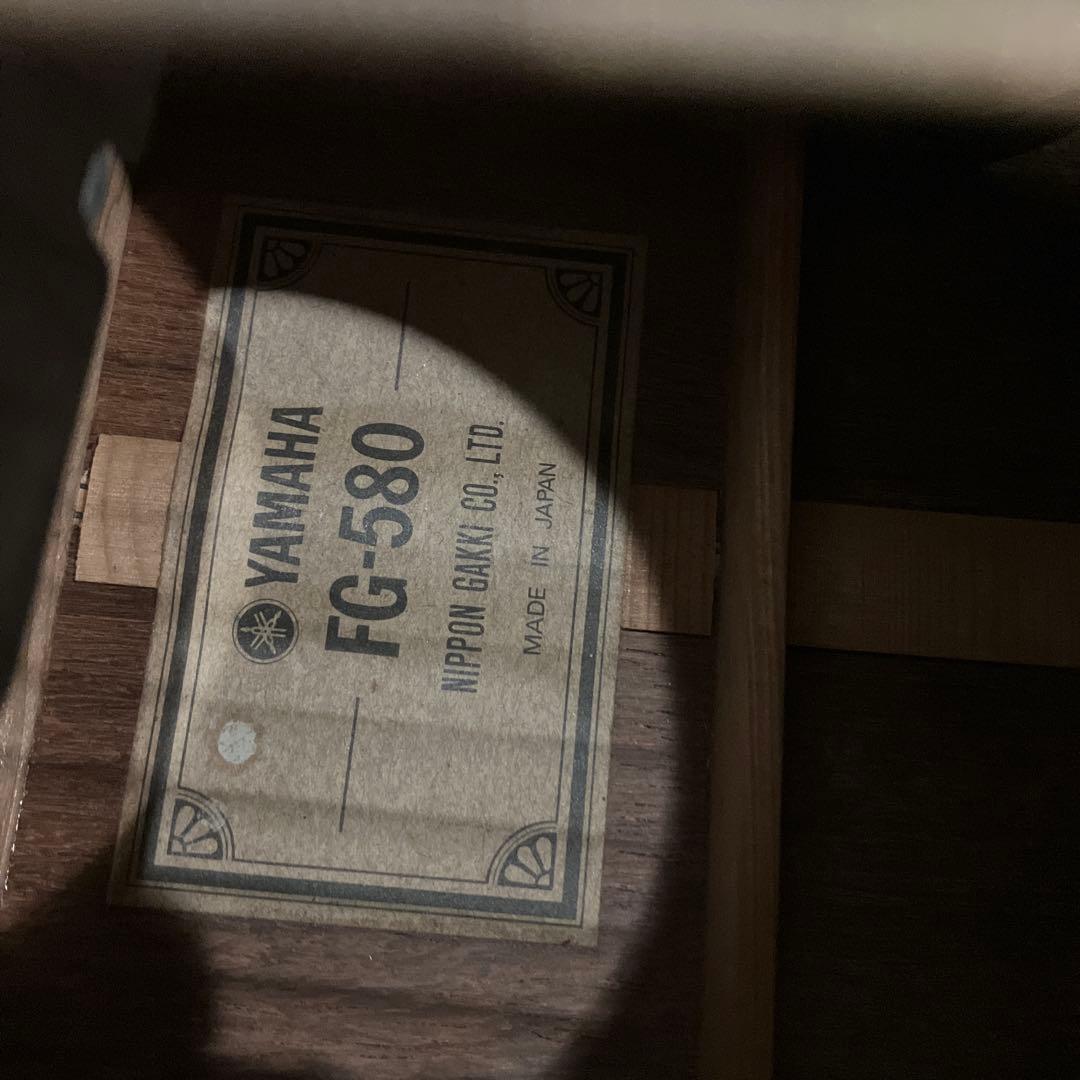 YAMAHA
FG-580
NIPPON GAKKI CO., LTD.
MADE IN JAPAN